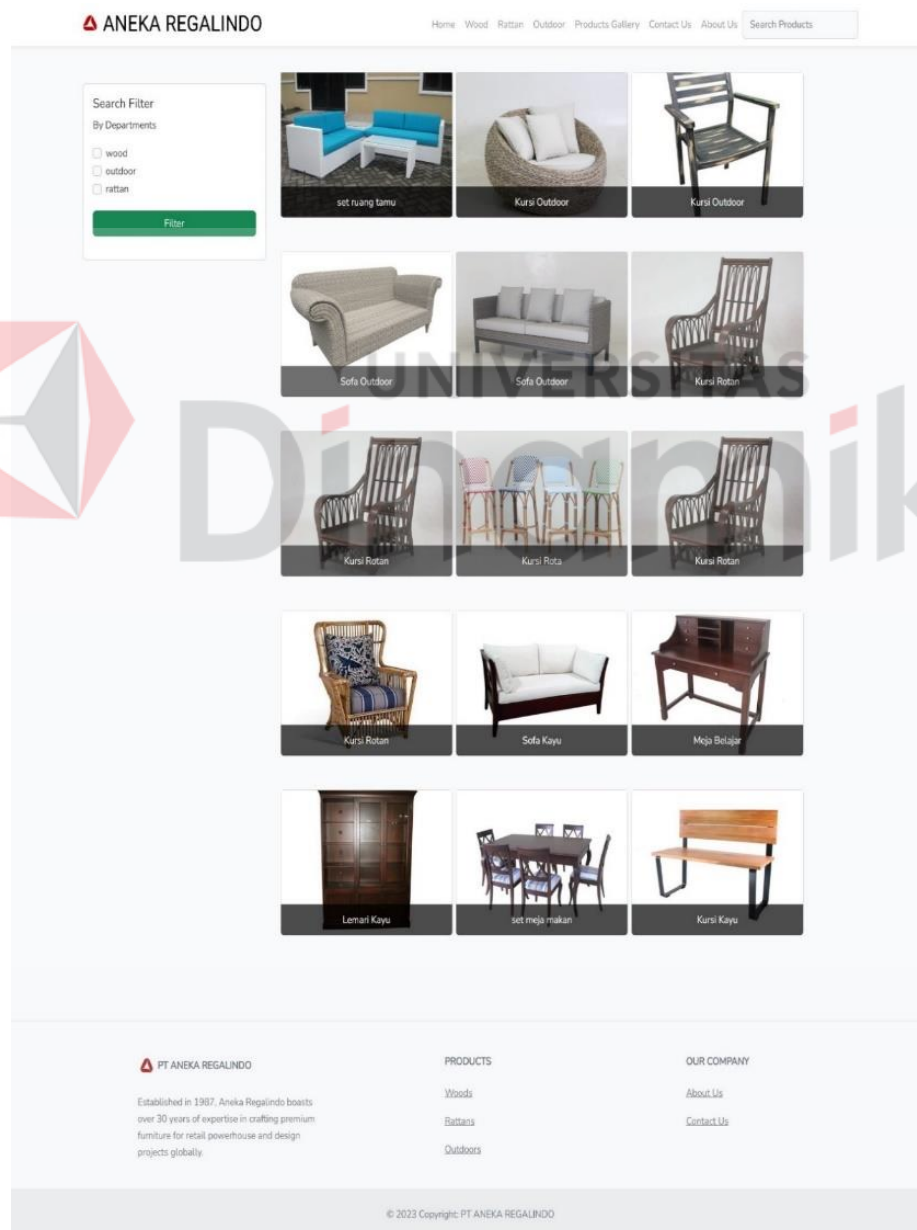 ANEKA REGALINDO
Home Wood Rattan Outdoor Products Gallery Contact Us About Us Search Products
Search Filter
By Departments
wood
outdoor
rattan
Filter
set ruang tamu
Kursi Outdoor
Kursi Outdoor
Sofa Outdoor
Sofa Outdoor
Kursi Rotan
UNIVERSITAS
Dinamik
Kursi Rotan
Kursi Rota
Kursi Rotan
Kursi Rotan
Sofa Kayu
Meja Belajar
Lemari Kayu
set meja makan
Kursi Kayu
PT ANEKA REGALINDO
Established in 1987, Aneka Regalindo boasts
over 30 years of expertise in crafting premium
furniture for retail powerhouse and design
projects globally.
PRODUCTS
Woods
Rattans
Outdoors
OUR COMPANY
About Us
Contact Us
© 2023 Copyright: PT ANEKA REGALINDO